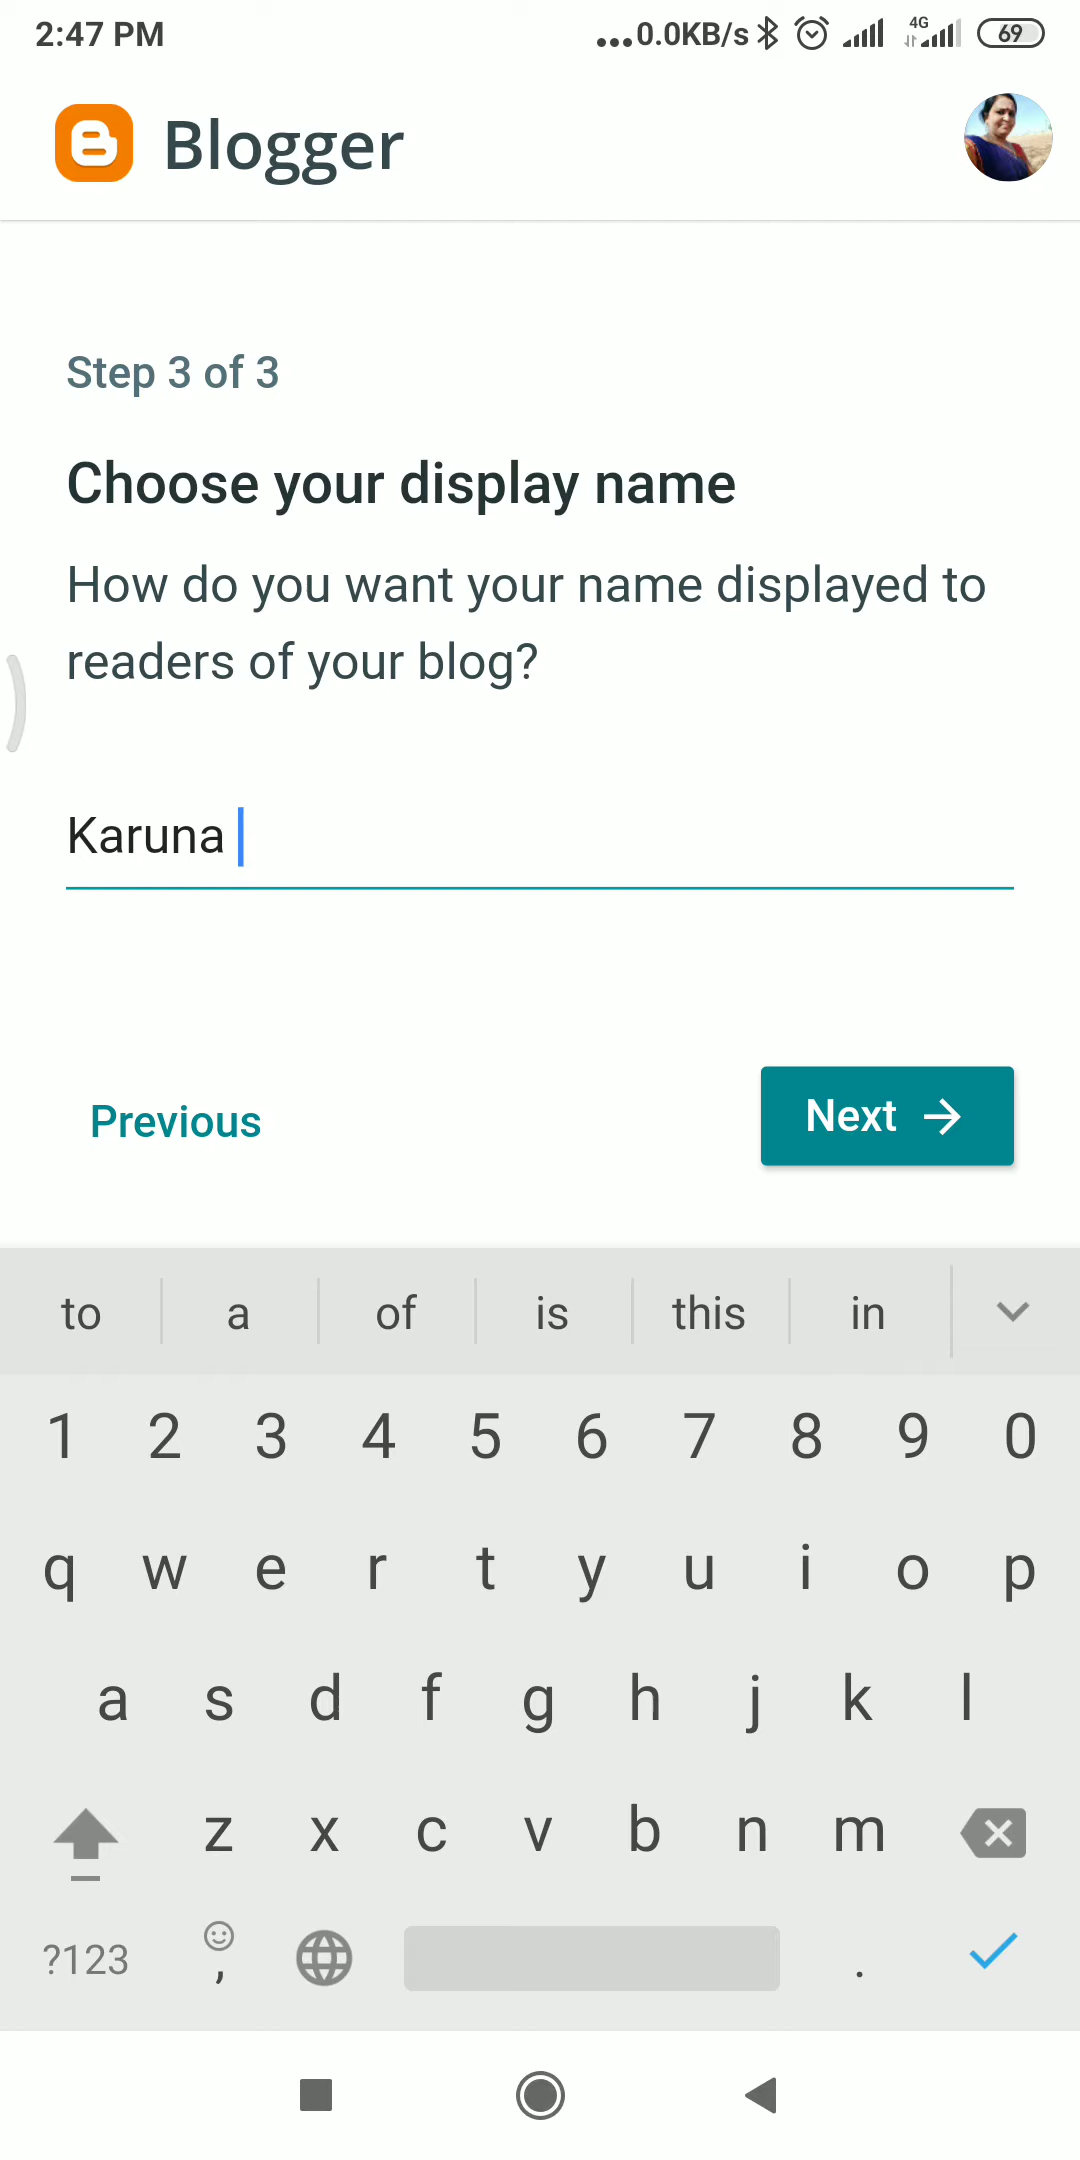 2:47 PM
...0.0KB/s 4G 69
Blogger
Step 3 of 3
Choose your display name
How do you want your name displayed to
readers of your blog?
Karuna
Previous Next
to a of is this in
1 2 3 4 5 6 7 8 9 0
q w e r t y u i o p
a s d f g h j k l
z x c v b n m
?123 , .